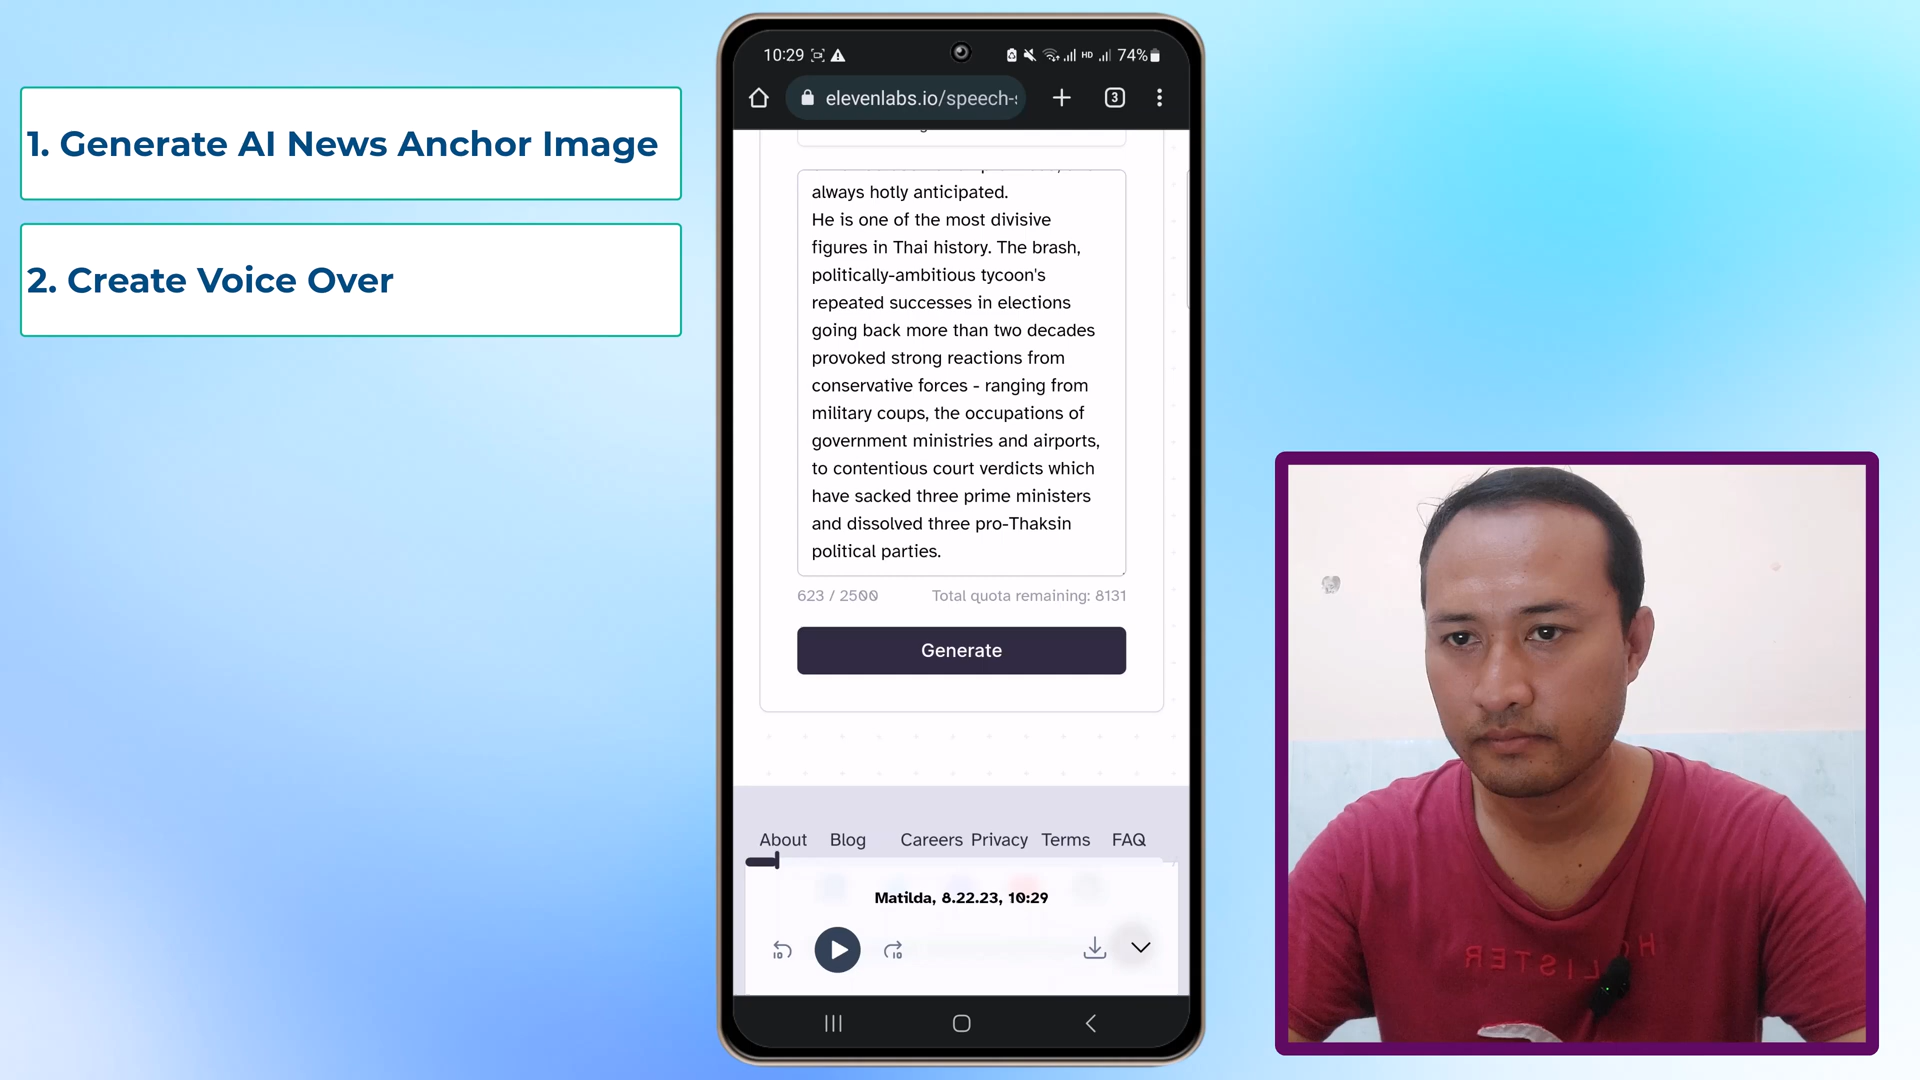 1. Generate AI News Anchor Image
2. Create Voice Over
10:29
HD
74%
elevenlabs.io/speech-s
3
always hotly anticipated.
He is one of the most divisive
figures in Thai history. The brash,
politically-ambitious tycoon's
repeated successes in elections
going back more than two decades
provoked strong reactions from
conservative forces - ranging from
military coups, the occupations of
government ministries and airports,
to contentious court verdicts which
have sacked three prime ministers
and dissolved three pro-Thaksin
political parties.
623 / 2500 Total quota remaining: 8131
Generate
About Blog Careers Privacy Terms FAQ
Matilda, 8.22.23, 10:29
10 10
HOLLISTER